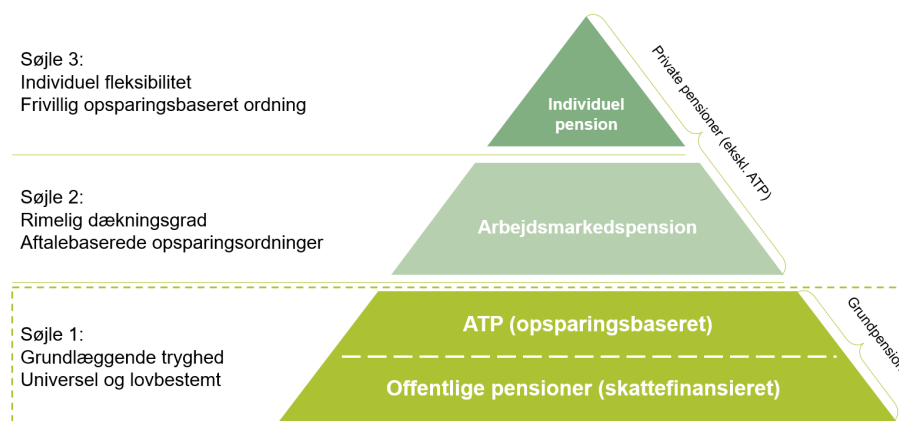 Søjle 3:
Individuel fleksibilitet
Frivillig opsparingsbaseret ordning
Individuel
pension
Private pensioner (ekskl. ATP)
Søjle 2:
Rimelig dækningsgrad
Aftalebaserede opsparingsordninger
Arbejdsmarkedspension
Søjle 1:
Grundlæggende tryghed
Universel og lovbestemt
ATP (opsparingsbaseret)
Offentlige pensioner (skattefinansieret)
Grundpension